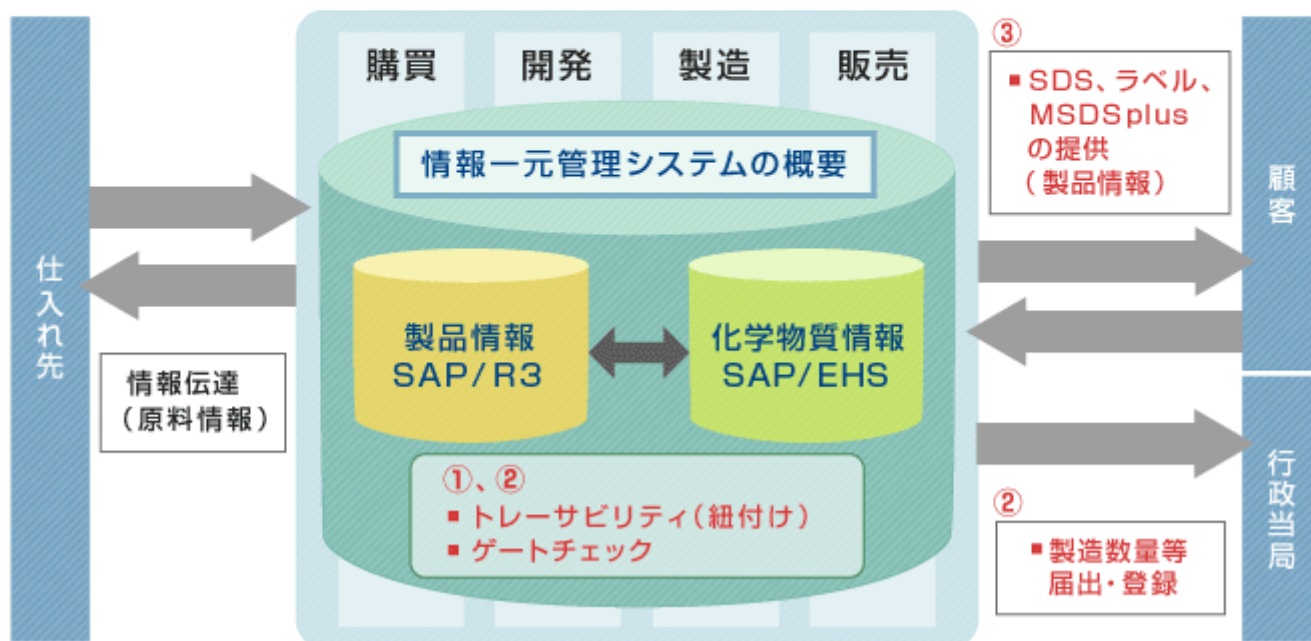 購買
開発
製造
販売
情報一元管理システムの概要
仕入れ先
情報伝達
（原料情報）
製品情報
SAP/R3
化学物質情報
SAP/EHS
①、②
■トレーサビリティ（紐付け）
■ゲートチェック
③
■SDS、ラベル、
MSDSplus
の提供
（製品情報）
顧客
②
■製造数量等
届出・登録
行政当局